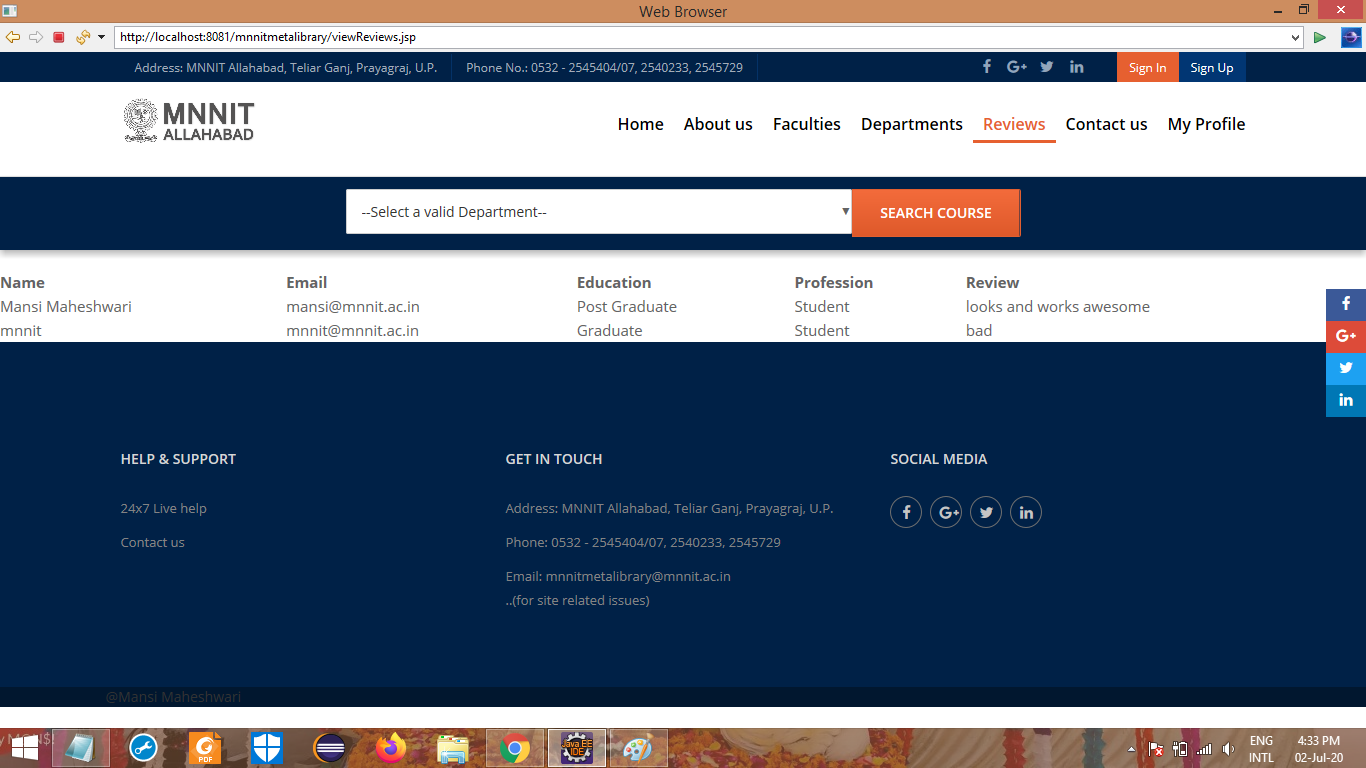 Web Browser
http://localhost:8081/mnnitmetalibrary/viewReviews.jsp
Address: MNNIT Allahabad, Teliar Ganj, Prayagraj, U.P. Phone No.: 0532 - 2545404/07, 2540233, 2545729 Sign In Sign Up
MNNIT
ALLAHABAD
Home About us Faculties Departments Reviews Contact us My Profile
--Select a valid Department-- SEARCH COURSE
Name Email Education Profession Review
Mansi Maheshwari mansi@mnnit.ac.in Post Graduate Student looks and works awesome
mnnit mnnit@mnnit.ac.in Graduate Student bad
HELP & SUPPORT
24x7 Live help
Contact us
GET IN TOUCH
Address: MNNIT Allahabad, Teliar Ganj, Prayagraj, U.P.
Phone: 0532 - 2545404/07, 2540233, 2545729
Email: mnnitmetalibrary@mnnit.ac.in
..(for site related issues)
SOCIAL MEDIA
@Mansi Maheshwari
PDF
Java EE
IDE
ENG
INTL
4:33 PM
02-Jul-20